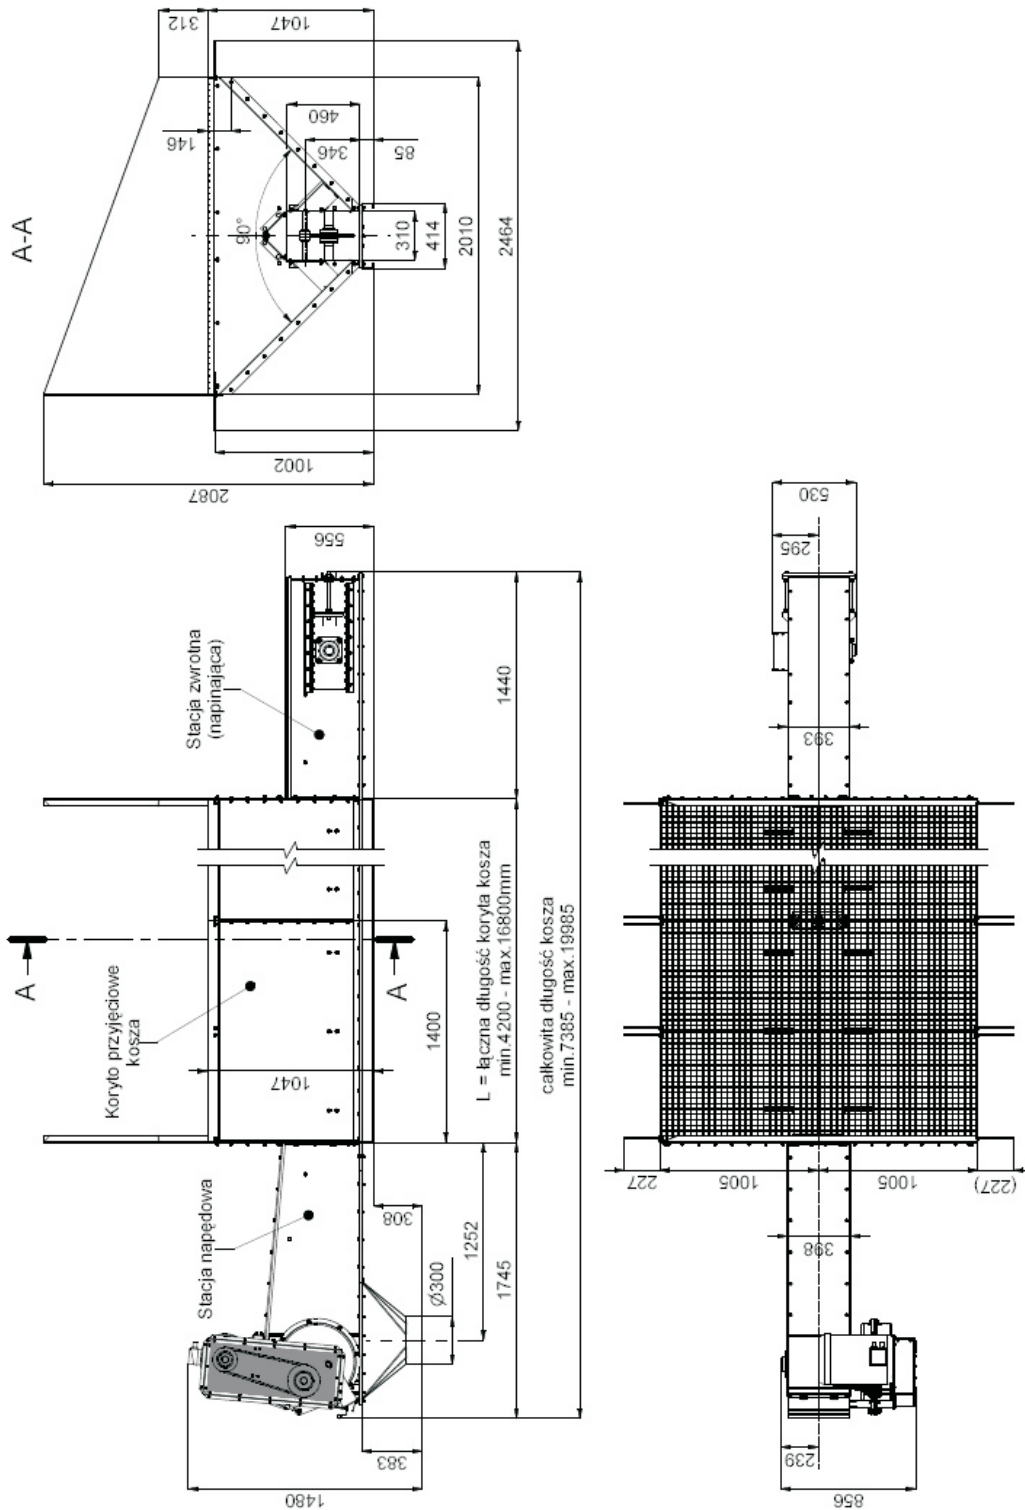 A-A
312
1047
146
460
346
85
90°
310
414
2010
2464
1002
2087
556
Stacja zwrotna
(napinająca)
1440
530
295
393
A
A
Koryto przyjęciowe
kosza
1047
1400
L = łączna długość koryta kosza
min.4200 - max.16800mm
całkowita długość kosza
min.7385 - max.19985
Stacja napędowa
308
1252
1745
Ø300
383
1480
227
1005
1005
(227)
398
239
856